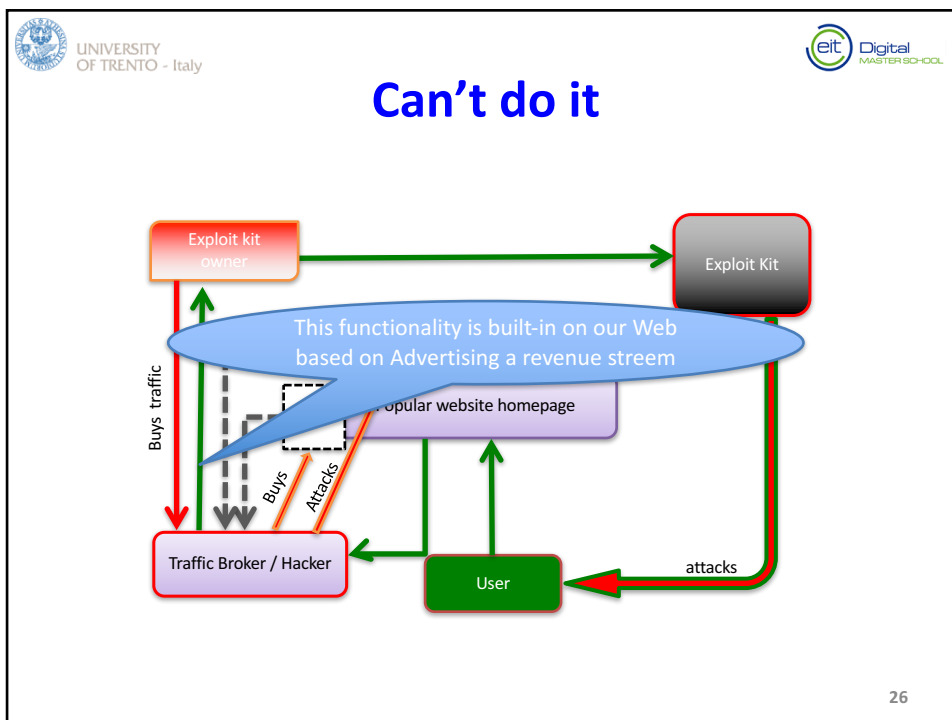 UNIVERSITY
OF TRENTO - Italy
eit Digital
MASTER SCHOOL
Can't do it
Exploit kit
owner
Exploit Kit
This functionality is built-in on our Web
based on Advertising a revenue streem
Buys traffic
opular website homepage
Buys
Attacks
Traffic Broker / Hacker
User
attacks
26